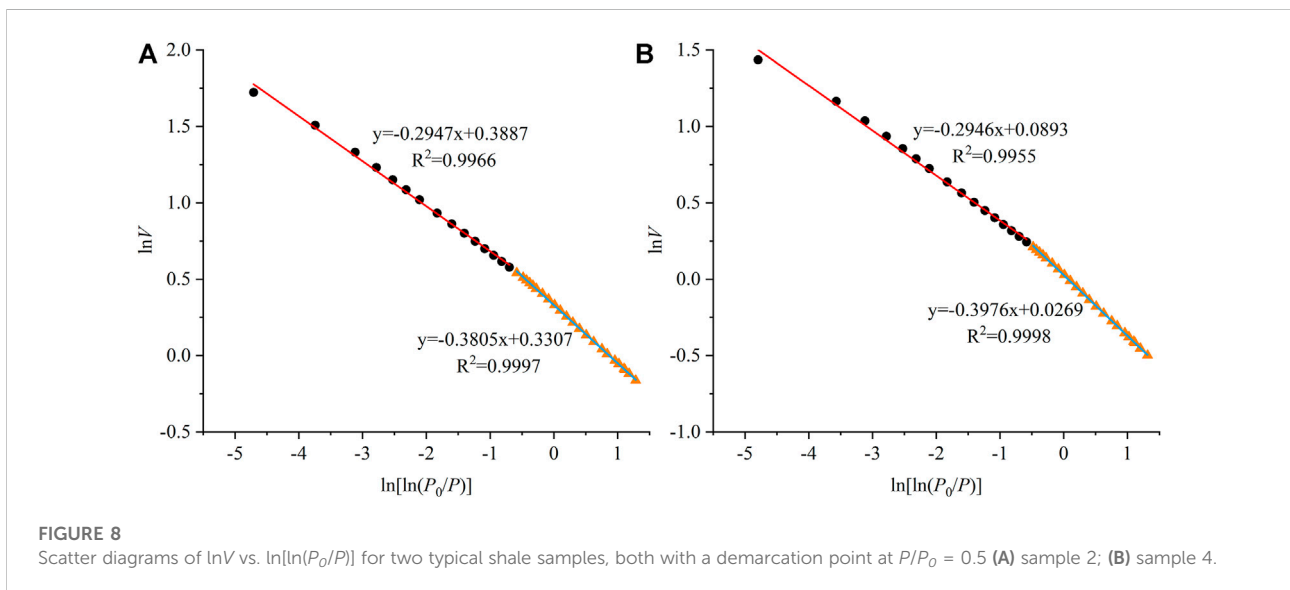 A
2.0
1.5
1.0
0.5
0.0
-0.5
lnV
y=-0.2947x+0.3887
R²=0.9966
y=-0.3805x+0.3307
R²=0.9997
-5 -4 -3 -2 -1 0 1
ln[ln(P₀/P)]
B
1.5
1.0
0.5
0.0
-0.5
-1.0
lnV
y=-0.2946x+0.0893
R²=0.9955
y=-0.3976x+0.0269
R²=0.9998
-5 -4 -3 -2 -1 0 1
ln[ln(P₀/P)]
FIGURE 8
Scatter diagrams of lnV vs. ln[ln(P₀/P)] for two typical shale samples, both with a demarcation point at P/P₀ = 0.5 (A) sample 2; (B) sample 4.